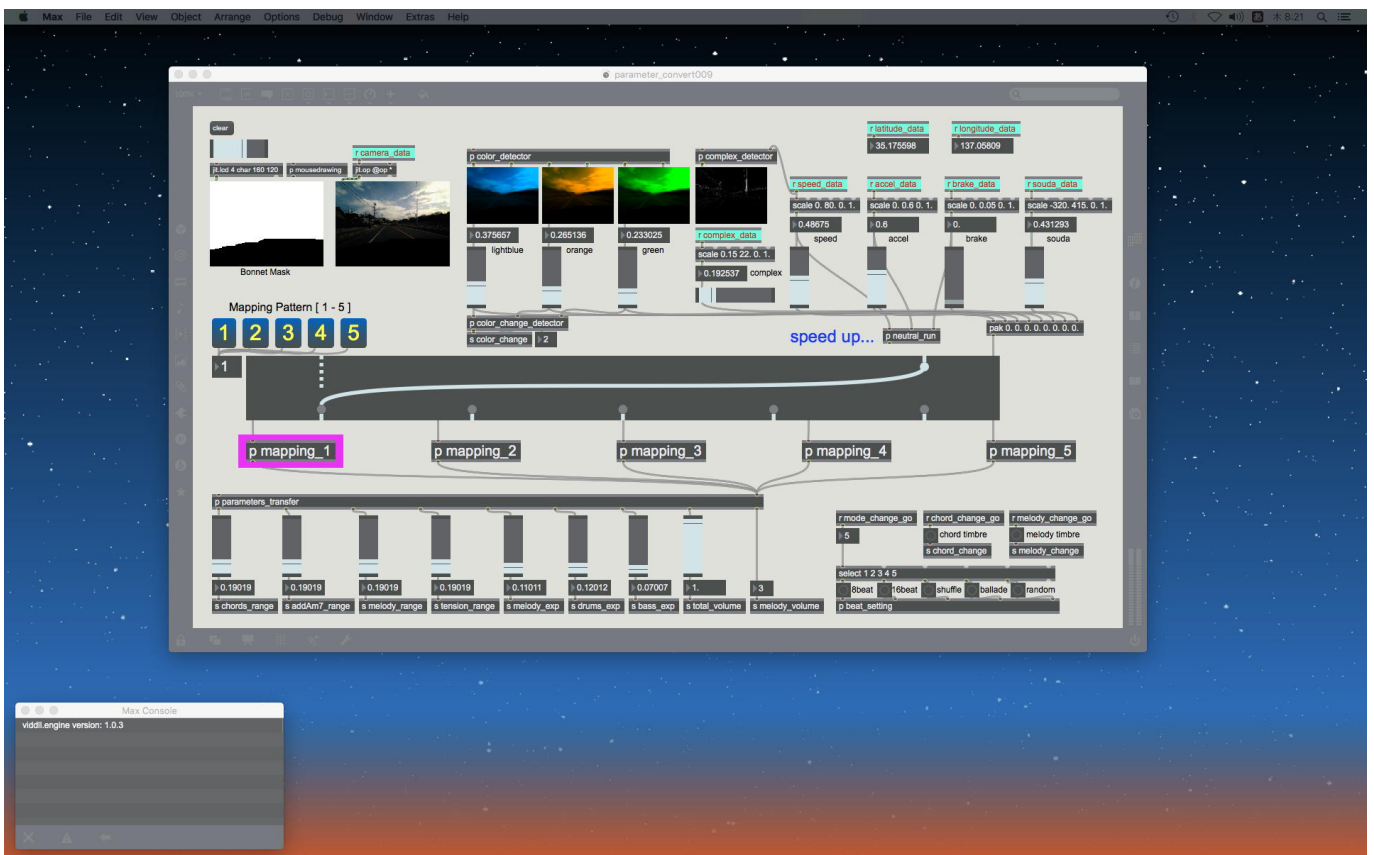 Max File Edit View Object Arrange Options Debug Window Extras Help
木 8:21
parameter_convert009
clear
r camera_data
jit.lcd 4 char 160 120
p mousedrawing
jit.op @op *
Bonnet Mask
p color_detector
0.375657
0.265136
0.233025
lightblue
orange
green
p color_change_detector
s color_change
2
p complex_detector
r complex_data
scale 0.15 22. 0. 1.
0.192537
complex
r latitude_data
r longitude_data
35.175598
137.05809
r speed_data
r accel_data
r brake_data
r souda_data
scale 0. 80. 0. 1.
scale 0. 0.6 0. 1.
scale 0. 0.05 0. 1.
scale -320. 415. 0. 1.
0.48675
0.6
0.
0.431293
speed
accel
brake
souda
speed up...
p neutral_run
pak 0. 0. 0. 0. 0. 0. 0. 0.
Mapping Pattern [ 1 - 5 ]
1 2 3 4 5
1
p mapping_1
p mapping_2
p mapping_3
p mapping_4
p mapping_5
p parameters_transfer
0.19019
0.19019
0.19019
0.19019
0.11011
0.12012
0.07007
1.
3
s chords_range
s addAm7_range
s melody_range
s tension_range
s melody_exp
s drums_exp
s bass_exp
s total_volume
s melody_volume
r mode_change_go
r chord_change_go
r melody_change_go
5
chord timbre
melody timbre
s chord_change
s melody_change
select 1 2 3 4 5
8beat
16beat
shuffle
ballade
random
p beat_setting
Max Console
viddll.engine version: 1.0.3